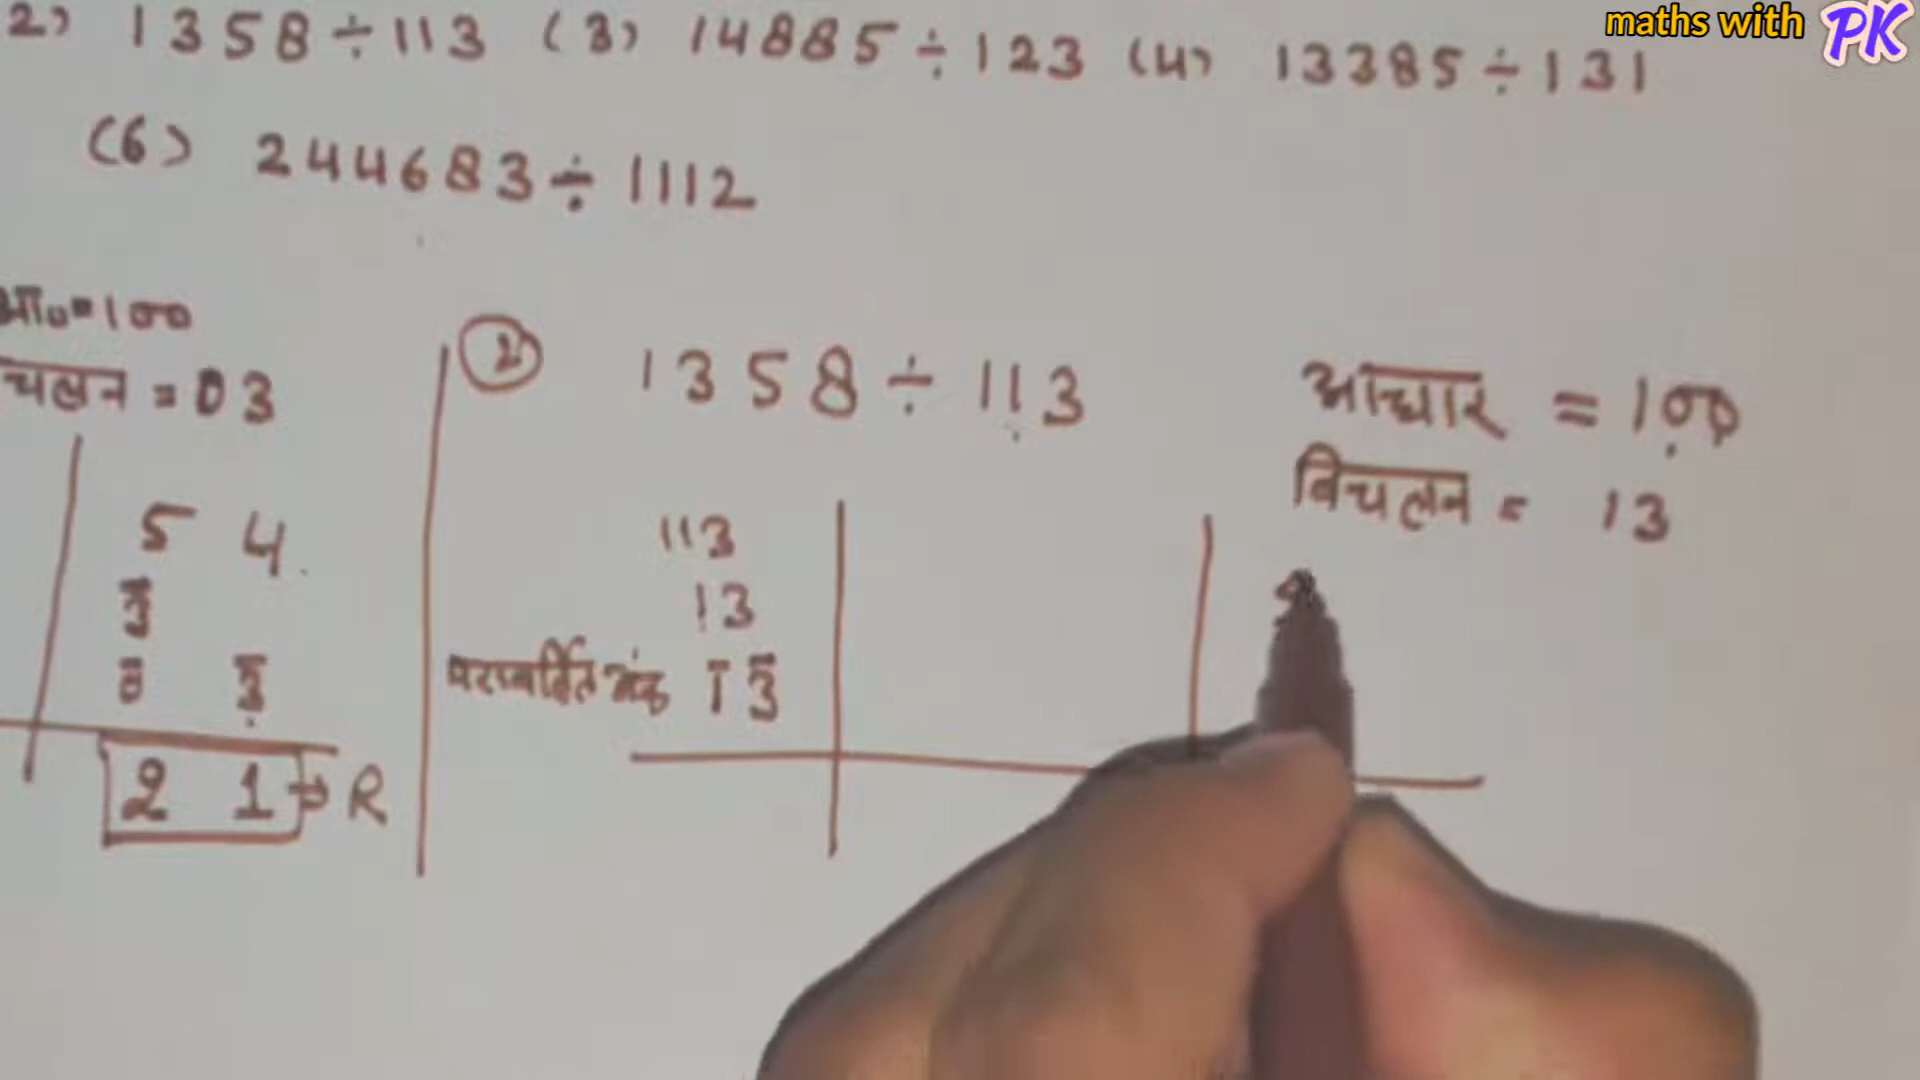 maths with PK
2) 1358÷113 (3) 14885÷123 (4) 13385÷131
(6) 244683÷1112
आ०=100
चलन = 03
5 4
3̅
0 3̅
2 1 → R
② 1358÷113
113
13
परावर्तित अंक 1̅ 3̅
आधार = 100
विचलन = 13